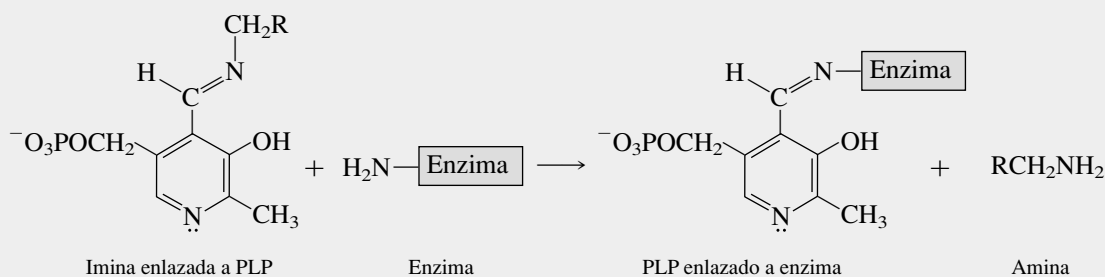 CH₂R
H N H N Enzima
C C
⁻O₃POCH₂ OH ⁻O₃POCH₂ OH
+ H₂N Enzima → + RCH₂NH₂
N̤ CH₃ N̤ CH₃
Imina enlazada a PLP Enzima PLP enlazado a enzima Amina